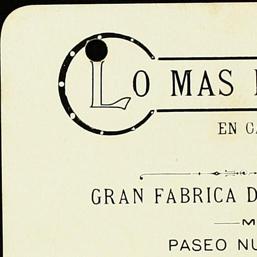 LO MAS
EN
GRAN FABRICA
PASEO